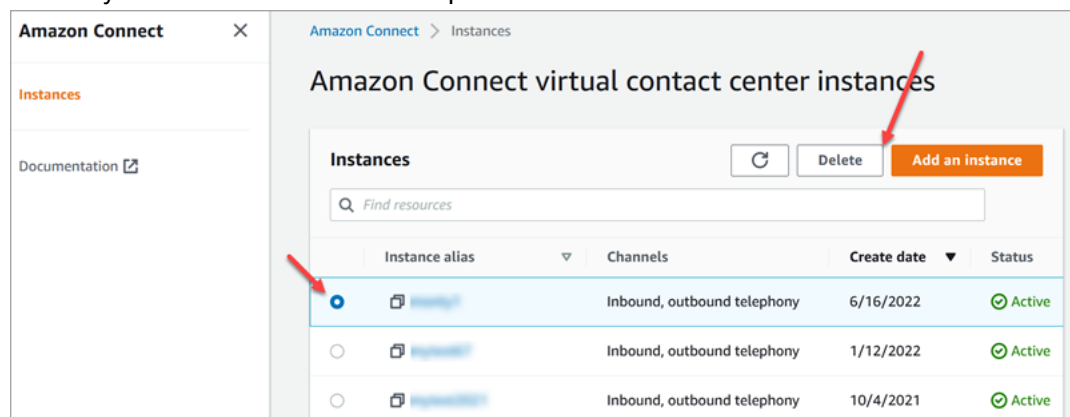 Amazon Connect
Amazon Connect > Instances
Instances
Amazon Connect virtual contact center instances
Documentation
Instances
Delete
Add an instance
Find resources
Instance alias
Channels
Create date
Status
Inbound, outbound telephony
6/16/2022
Active
Inbound, outbound telephony
1/12/2022
Active
Inbound, outbound telephony
10/4/2021
Active